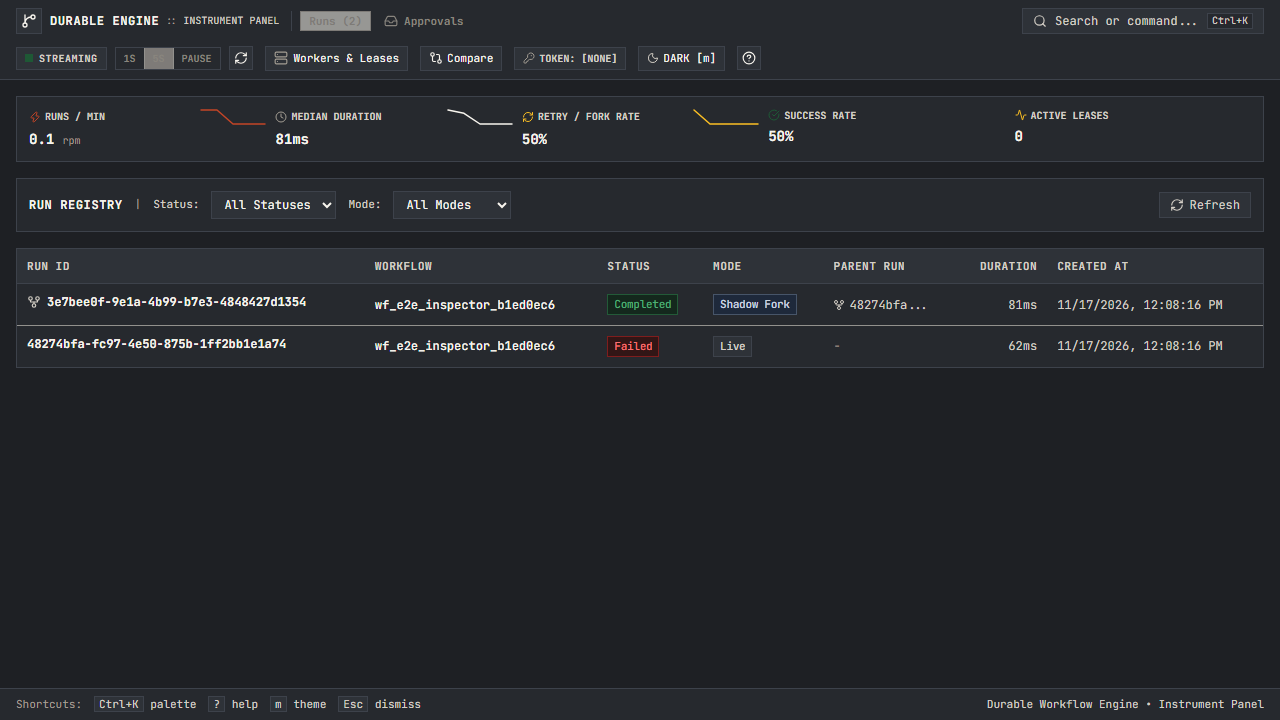 DURABLE ENGINE :: INSTRUMENT PANEL Runs (2) Approvals Search or command... Ctrl+K
STREAMING 1S 5S PAUSE Workers & Leases Compare TOKEN: [NONE] DARK [m]
RUNS / MIN MEDIAN DURATION RETRY / FORK RATE SUCCESS RATE ACTIVE LEASES
0.1 rpm 81ms 50% 50% 0
RUN REGISTRY | Status: All Statuses Mode: All Modes Refresh
RUN ID WORKFLOW STATUS MODE PARENT RUN DURATION CREATED AT
3e7bee0f-9e1a-4b99-b7e3-4848427d1354 wf_e2e_inspector_b1ed0ec6 Completed Shadow Fork 48274bfa... 81ms 11/17/2026, 12:08:16 PM
48274bfa-fc97-4e50-875b-1ff2bb1e1a74 wf_e2e_inspector_b1ed0ec6 Failed Live - 62ms 11/17/2026, 12:08:16 PM
Shortcuts: Ctrl+K palette ? help m theme Esc dismiss Durable Workflow Engine • Instrument Panel